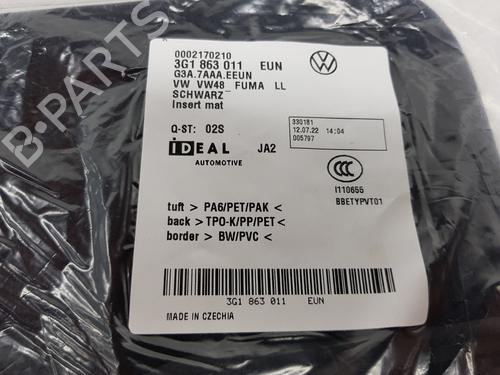 0002170210
3G1 863 011 EUN
G3A.7AAA.EEUN
VW VW48_ FUMA LL
SCHWARZ
Insert mat
Q-ST: 02S
IDEAL
AUTOMOTIVE
JA2
330181
12.07.22 14:04
005797
CCC
I110655
BBETYPVT01
tuft > PA6/PET/PAK <
back > TPO-K/PP/PET <
border > BW/PVC <
3G1 863 011 EUN
MADE IN CZECHIA